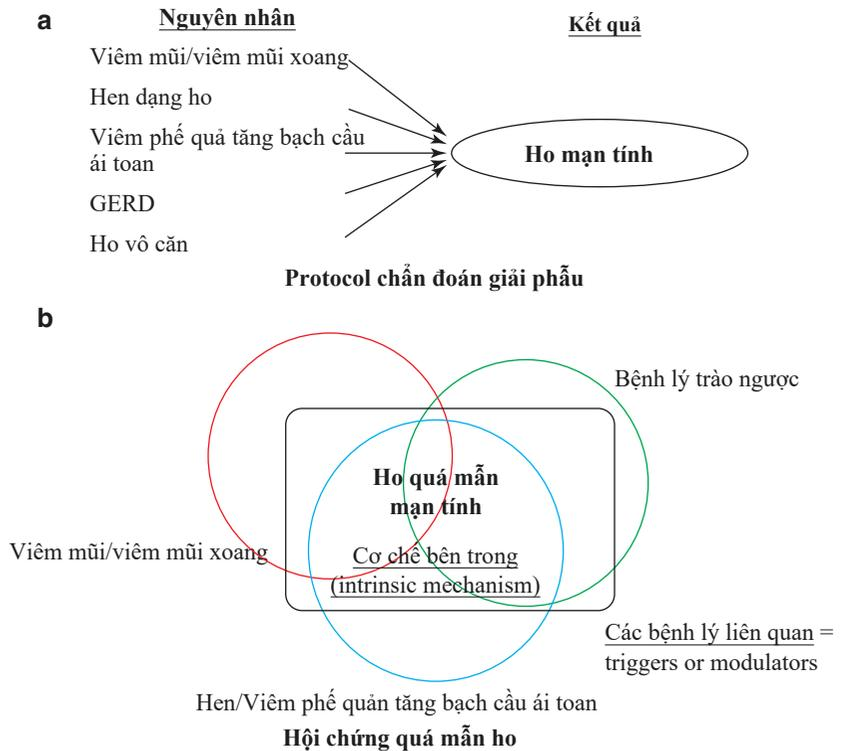 a
Nguyên nhân
Kết quả
Viêm mũi/viêm mũi xoang
Hen dạng ho
Viêm phế quả tăng bạch cầu
ái toan
GERD
Ho vô căn
Ho mạn tính
Protocol chẩn đoán giải phẫu
b
Bệnh lý trào ngược
Ho quá mẫn
mạn tính
Viêm mũi/viêm mũi xoang
Cơ chế bên trong
(intrinsic mechanism)
Các bệnh lý liên quan =
triggers or modulators
Hen/Viêm phế quản tăng bạch cầu ái toan
Hội chứng quá mẫn ho